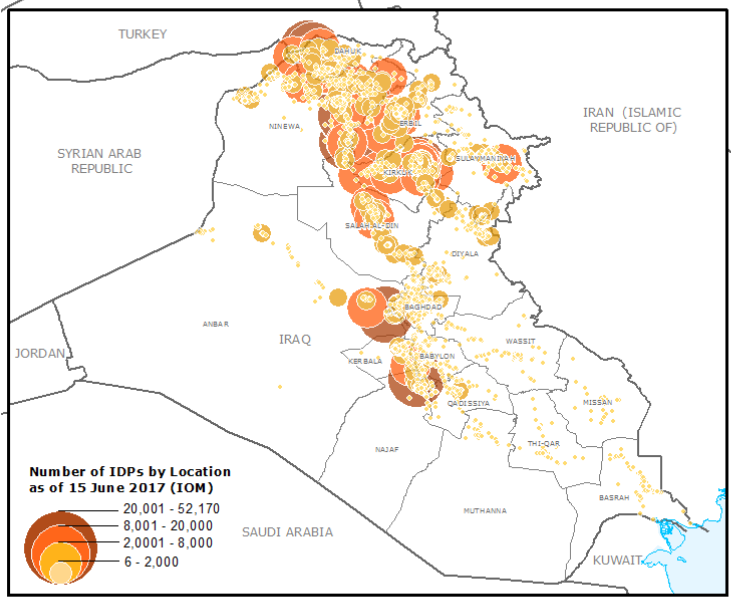 TURKEY
DAHUK
IRAN (ISLAMIC
REPUBLIC OF)
NINEWA
ERBIL
SYRIAN ARAB
REPUBLIC
SULAYMANIYAH
KIRKUK
SALAH AL-DIN
DIYALA
BAGHDAD
ANBAR
IRAQ
WASSIT
JORDAN
KERBALA
BABYLON
QADISSIYA
MISSAN
NAJAF
THI-QAR
Number of IDPs by Location
as of 15 June 2017 (IOM)
20,001 - 52,170
8,001 - 20,000
2,0001 - 8,000
6 - 2,000
BASRAH
MUTHANNA
SAUDI ARABIA
KUWAIT